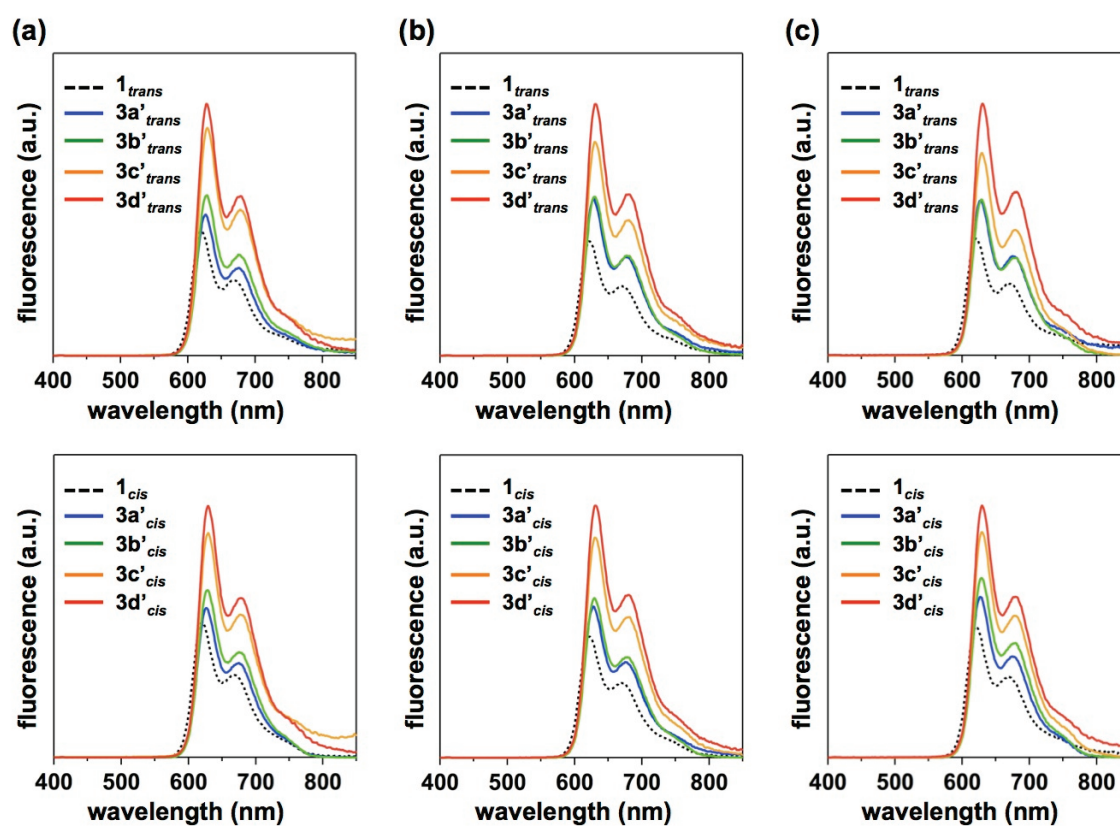 (a)
fluorescence (a.u.)
1trans
3a'trans
3b'trans
3c'trans
3d'trans
400 500 600 700 800
wavelength (nm)
(b)
fluorescence (a.u.)
1trans
3a'trans
3b'trans
3c'trans
3d'trans
400 500 600 700 800
wavelength (nm)
(c)
fluorescence (a.u.)
1trans
3a'trans
3b'trans
3c'trans
3d'trans
400 500 600 700 800
wavelength (nm)
fluorescence (a.u.)
1cis
3a'cis
3b'cis
3c'cis
3d'cis
400 500 600 700 800
wavelength (nm)
fluorescence (a.u.)
1cis
3a'cis
3b'cis
3c'cis
3d'cis
400 500 600 700 800
wavelength (nm)
fluorescence (a.u.)
1cis
3a'cis
3b'cis
3c'cis
3d'cis
400 500 600 700 800
wavelength (nm)